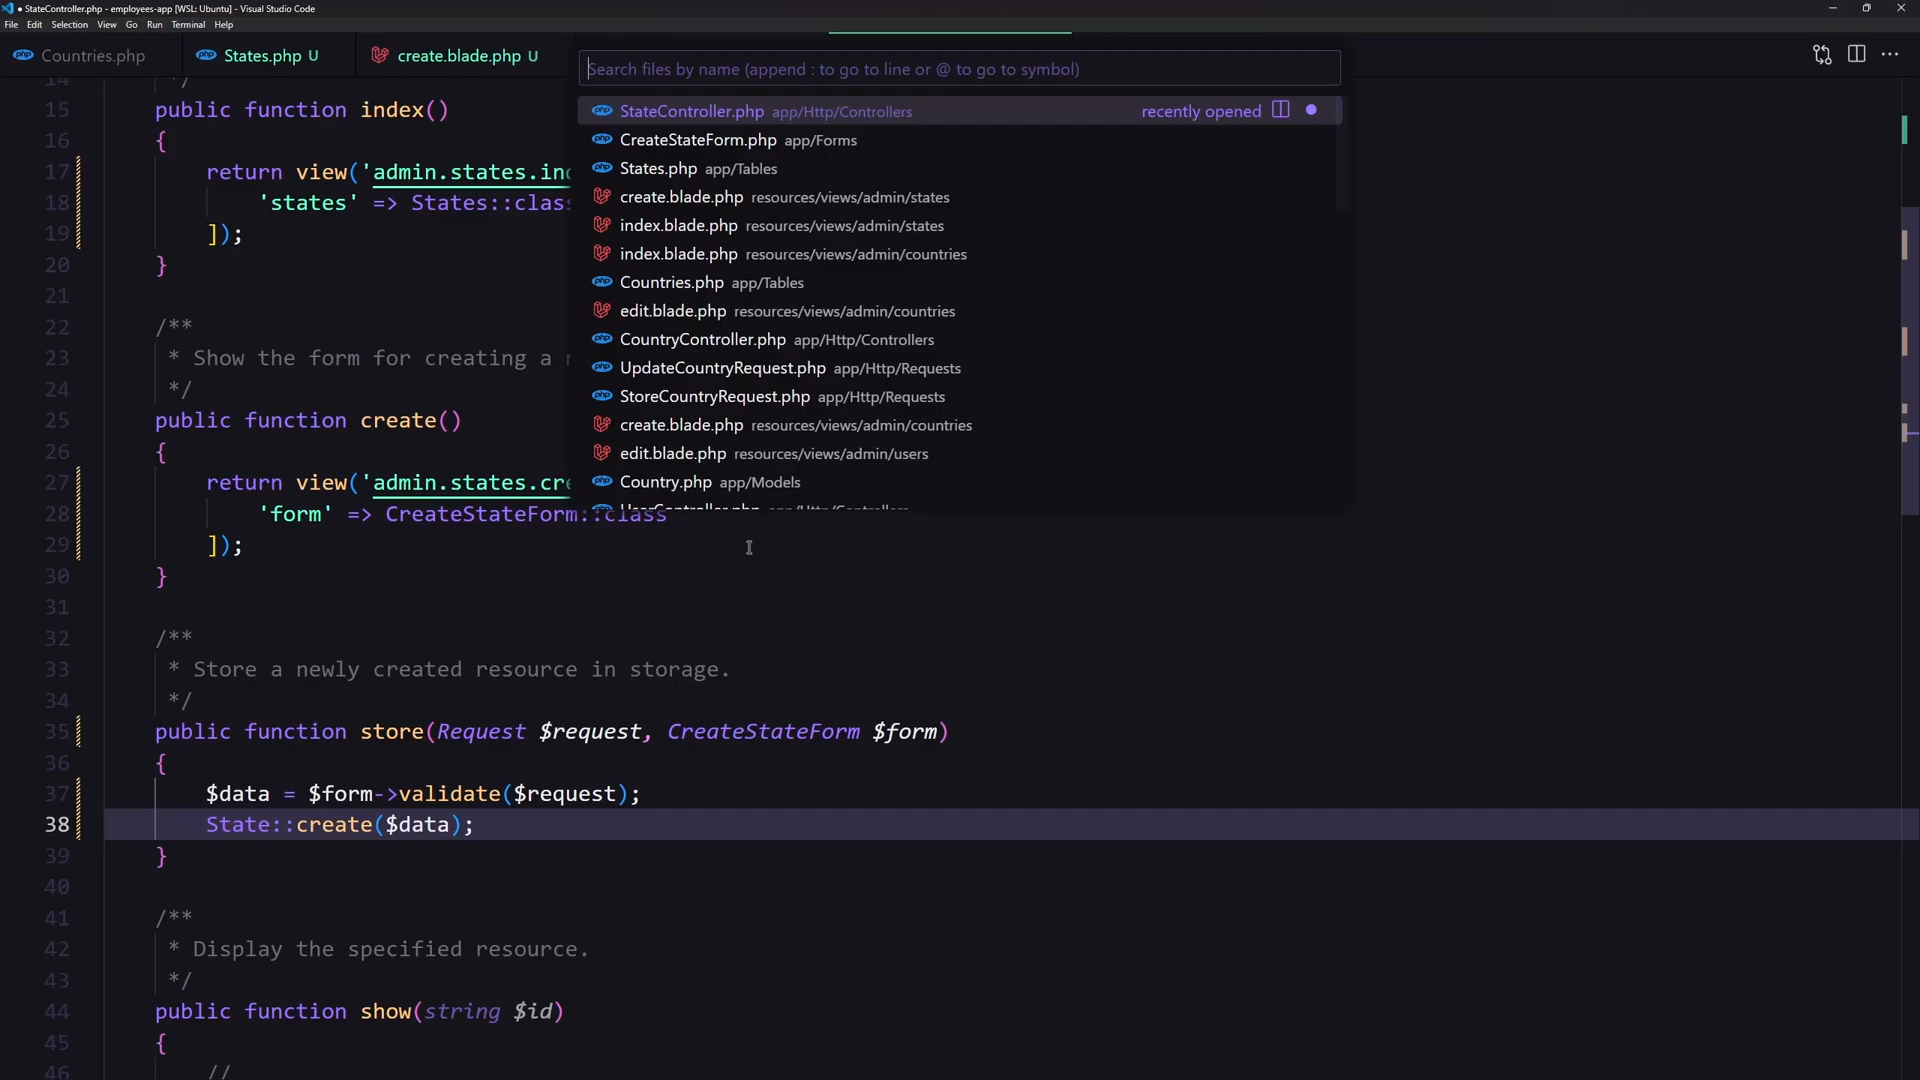 StateController.php - employees-app [WSL: Ubuntu] - Visual Studio Code
File Edit Selection View Go Run Terminal Help
Countries.php States.php U create.blade.php U
Search files by name (append : to go to line or @ to go to symbol)
StateController.php app/Http/Controllers recently opened
CreateStateForm.php app/Forms
States.php app/Tables
create.blade.php resources/views/admin/states
index.blade.php resources/views/admin/states
index.blade.php resources/views/admin/countries
Countries.php app/Tables
edit.blade.php resources/views/admin/countries
CountryController.php app/Http/Controllers
UpdateCountryRequest.php app/Http/Requests
StoreCountryRequest.php app/Http/Requests
create.blade.php resources/views/admin/countries
edit.blade.php resources/views/admin/users
Country.php app/Models
UserController.php app/Http/Controllers
14 */
15 public function index()
16 {
17 return view('admin.states.ind
18 'states' => States::class
19 ]);
20 }
21
22 /**
23 * Show the form for creating a n
24 */
25 public function create()
26 {
27 return view('admin.states.cre
28 'form' => CreateStateForm::class
29 ]);
30 }
31
32 /**
33 * Store a newly created resource in storage.
34 */
35 public function store(Request $request, CreateStateForm $form)
36 {
37 $data = $form->validate($request);
38 State::create($data);
39 }
40
41 /**
42 * Display the specified resource.
43 */
44 public function show(string $id)
45 {
46 //